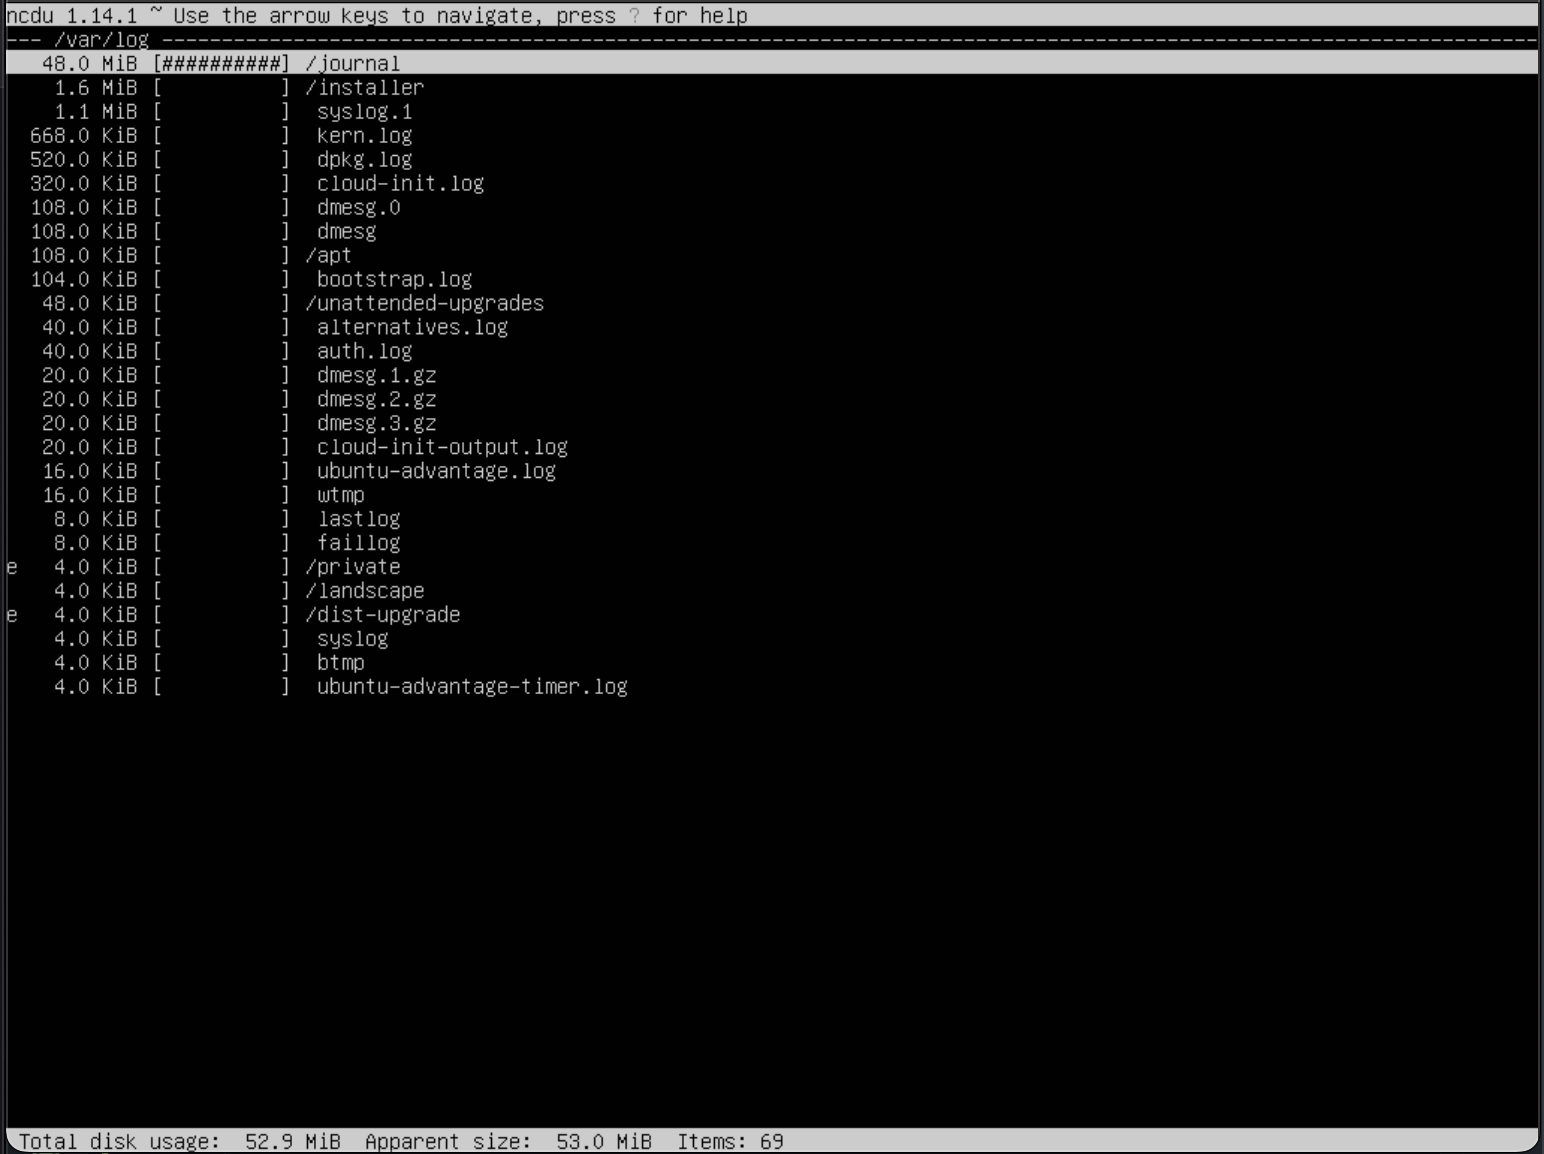 ncdu 1.14.1 ~ Use the arrow keys to navigate, press ? for help
--- /var/log -------------------------------------------------------------------------------------------------------------------
   48.0 MiB [##########] /journal
    1.6 MiB [          ] /installer
    1.1 MiB [          ]  syslog.1
  668.0 KiB [          ]  kern.log
  520.0 KiB [          ]  dpkg.log
  320.0 KiB [          ]  cloud-init.log
  108.0 KiB [          ]  dmesg.0
  108.0 KiB [          ]  dmesg
  108.0 KiB [          ] /apt
  104.0 KiB [          ]  bootstrap.log
   48.0 KiB [          ] /unattended-upgrades
   40.0 KiB [          ]  alternatives.log
   40.0 KiB [          ]  auth.log
   20.0 KiB [          ]  dmesg.1.gz
   20.0 KiB [          ]  dmesg.2.gz
   20.0 KiB [          ]  dmesg.3.gz
   20.0 KiB [          ]  cloud-init-output.log
   16.0 KiB [          ]  ubuntu-advantage.log
   16.0 KiB [          ]  wtmp
    8.0 KiB [          ]  lastlog
    8.0 KiB [          ]  faillog
e   4.0 KiB [          ] /private
    4.0 KiB [          ] /landscape
e   4.0 KiB [          ] /dist-upgrade
    4.0 KiB [          ]  syslog
    4.0 KiB [          ]  btmp
    4.0 KiB [          ]  ubuntu-advantage-timer.log
 Total disk usage:  52.9 MiB  Apparent size:  53.0 MiB  Items: 69